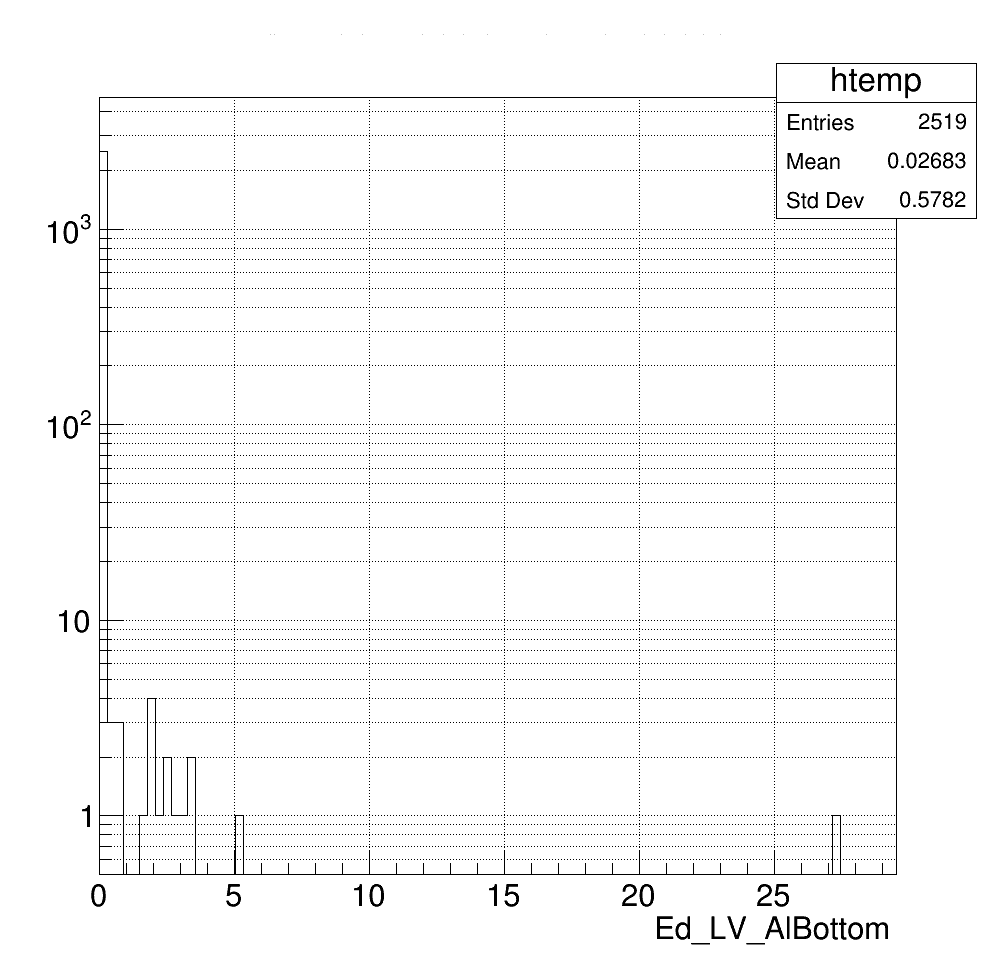 htemp
Entries 2519
Mean 0.02683
Std Dev 0.5782
10³
10²
10
1
0 5 10 15 20 25
Ed_LV_AlBottom